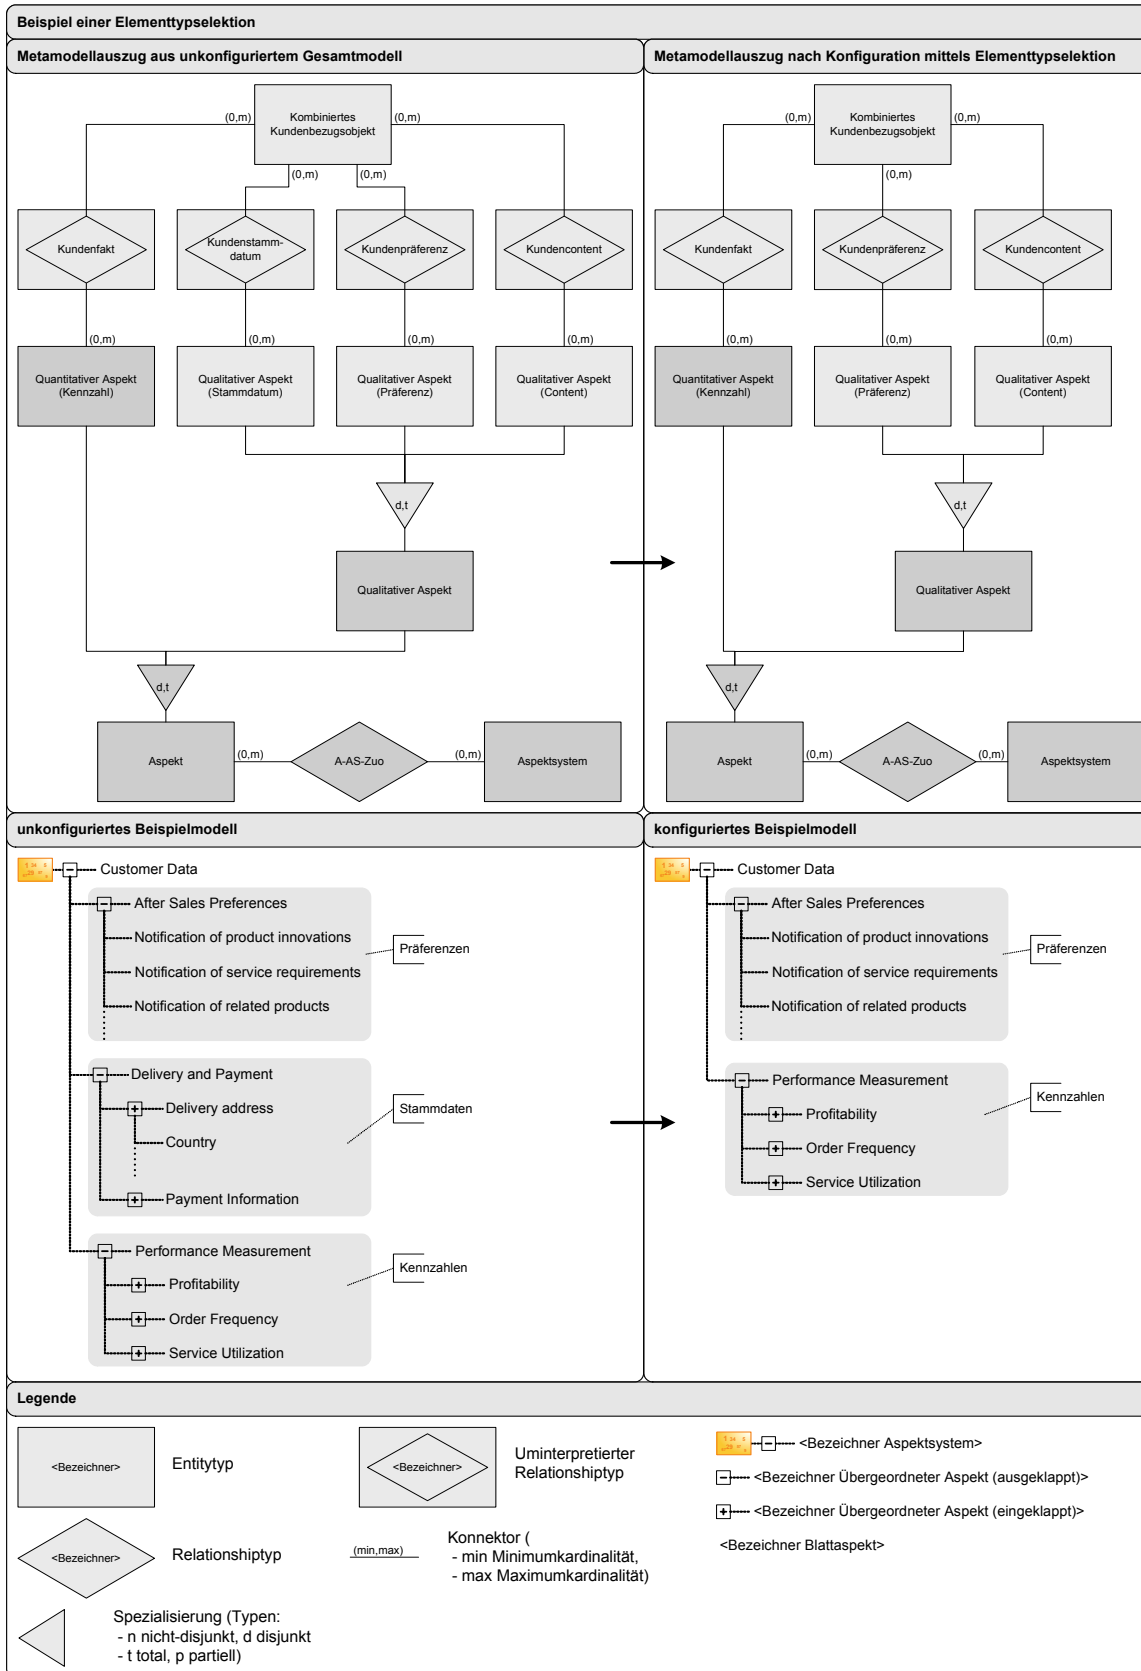 Beispiel einer Elementtypselektion
Metamodellauszug aus unkonfiguriertem Gesamtmodell
Kombiniertes
Kundenbezugsobjekt
(0,m)
(0,m)
(0,m)
(0,m)
Kundenfakt
Kundenstamm-
datum
Kundenpräferenz
Kundencontent
(0,m)
(0,m)
(0,m)
(0,m)
Quantitativer Aspekt
(Kennzahl)
Qualitativer Aspekt
(Stammdatum)
Qualitativer Aspekt
(Präferenz)
Qualitativer Aspekt
(Content)
d,t
Qualitativer Aspekt
d,t
Aspekt
(0,m)
A-AS-Zuo
(0,m)
Aspektsystem
Metamodellauszug nach Konfiguration mittels Elementtypselektion
Kombiniertes
Kundenbezugsobjekt
(0,m)
(0,m)
(0,m)
Kundenfakt
Kundenpräferenz
Kundencontent
(0,m)
(0,m)
(0,m)
Quantitativer Aspekt
(Kennzahl)
Qualitativer Aspekt
(Präferenz)
Qualitativer Aspekt
(Content)
d,t
Qualitativer Aspekt
d,t
Aspekt
(0,m)
A-AS-Zuo
(0,m)
Aspektsystem
unkonfiguriertes Beispielmodell
Customer Data
After Sales Preferences
Notification of product innovations
Notification of service requirements
Notification of related products
Präferenzen
Delivery and Payment
Delivery address
Country
Payment Information
Stammdaten
Performance Measurement
Profitability
Order Frequency
Service Utilization
Kennzahlen
konfiguriertes Beispielmodell
Customer Data
After Sales Preferences
Notification of product innovations
Notification of service requirements
Notification of related products
Präferenzen
Performance Measurement
Profitability
Order Frequency
Service Utilization
Kennzahlen
Legende
<Bezeichner>
Entitytyp
<Bezeichner>
Relationshiptyp
Spezialisierung (Typen:
- n nicht-disjunkt, d disjunkt
- t total, p partiell)
<Bezeichner>
Uminterpretierter
Relationshiptyp
(min,max)
Konnektor (
- min Minimumkardinalität,
- max Maximumkardinalität)
<Bezeichner Aspektsystem>
<Bezeichner Übergeordneter Aspekt (ausgeklappt)>
<Bezeichner Übergeordneter Aspekt (eingeklappt)>
<Bezeichner Blattaspekt>